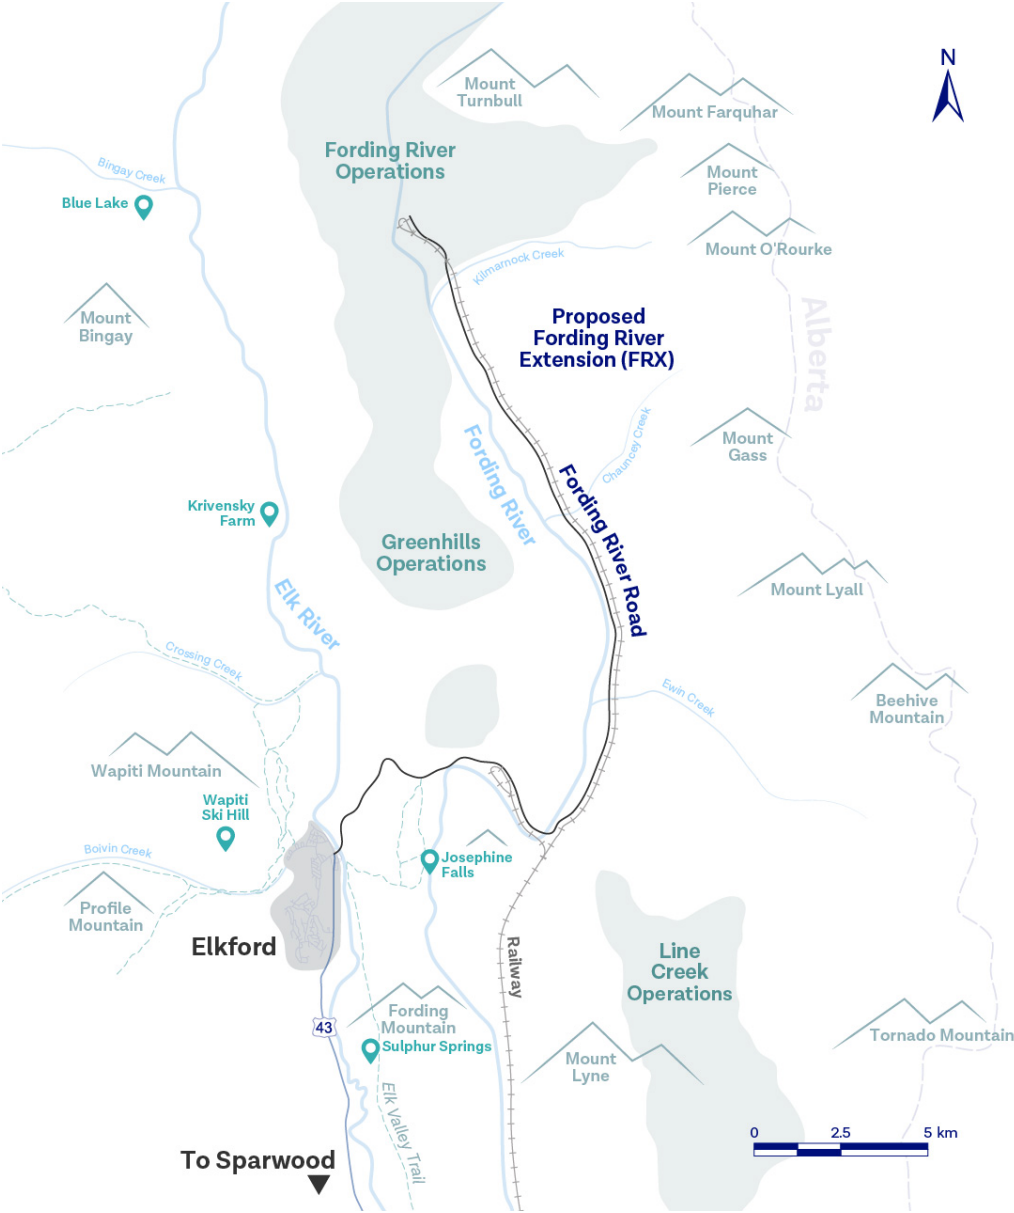 N
Mount
Turnbull
Mount Farquhar
Fording River
Operations
Bingay Creek
Mount
Pierce
Blue Lake
Mount O'Rourke
Kilmarnock Creek
Mount
Bingay
Proposed
Fording River
Extension (FRX)
Alberta
Chauncey Creek
Mount
Gass
Fording River
Fording River Road
Krivensky
Farm
Greenhills
Operations
Elk River
Mount Lyall
Crossing Creek
Ewin Creek
Beehive
Mountain
Wapiti Mountain
Wapiti
Ski Hill
Boivin Creek
Josephine
Falls
Profile
Mountain
Elkford
Railway
Line
Creek
Operations
43
Fording
Mountain
Sulphur Springs
Tornado Mountain
Mount
Lyne
Elk Valley Trail
0 2.5 5 km
To Sparwood